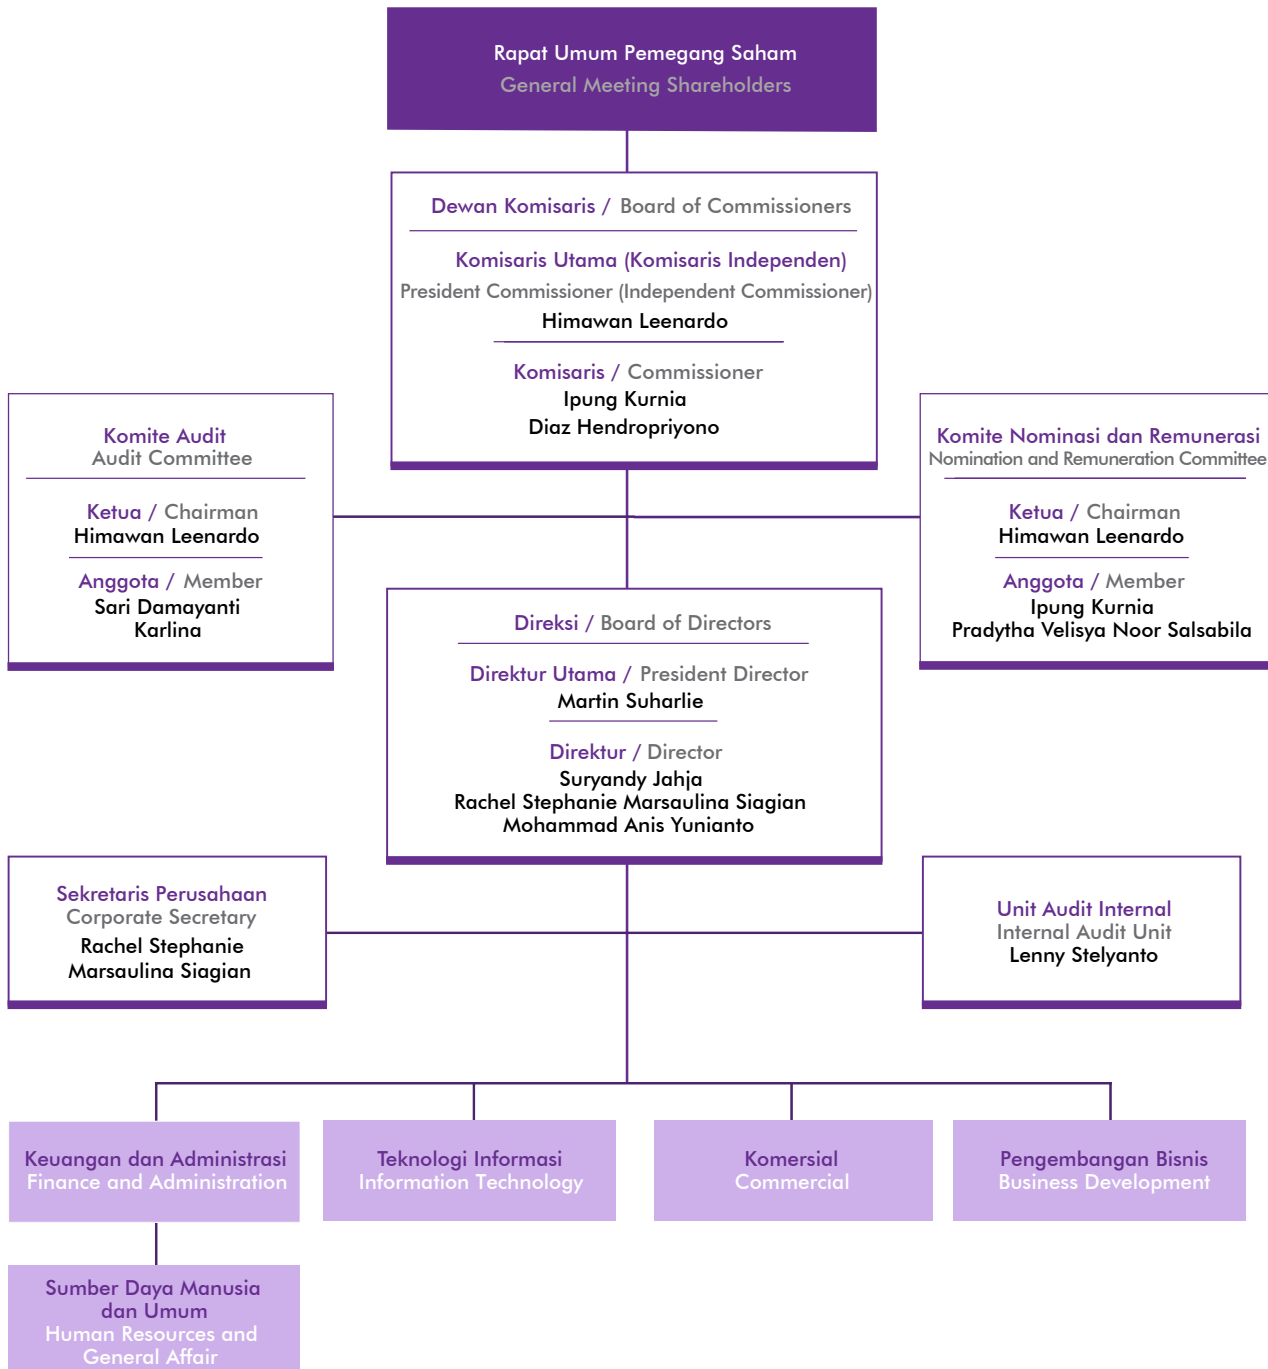 Rapat Umum Pemegang Saham
General Meeting Shareholders
Dewan Komisaris / Board of Commissioners
Komisaris Utama (Komisaris Independen)
President Commissioner (Independent Commissioner)
Himawan Leenardo
Komisaris / Commissioner
Ipung Kurnia
Diaz Hendropriyono
Komite Audit
Audit Committee
Ketua / Chairman
Himawan Leenardo
Anggota / Member
Sari Damayanti
Karlina
Komite Nominasi dan Remunerasi
Nomination and Remuneration Committee
Ketua / Chairman
Himawan Leenardo
Anggota / Member
Ipung Kurnia
Pradytha Velisya Noor Salsabila
Direksi / Board of Directors
Direktur Utama / President Director
Martin Suharlie
Direktur / Director
Suryandy Jahja
Rachel Stephanie Marsaulina Siagian
Mohammad Anis Yunianto
Sekretaris Perusahaan
Corporate Secretary
Rachel Stephanie
Marsaulina Siagian
Unit Audit Internal
Internal Audit Unit
Lenny Stelyanto
Keuangan dan Administrasi
Finance and Administration
Teknologi Informasi
Information Technology
Komersial
Commercial
Pengembangan Bisnis
Business Development
Sumber Daya Manusia
dan Umum
Human Resources and
General Affair